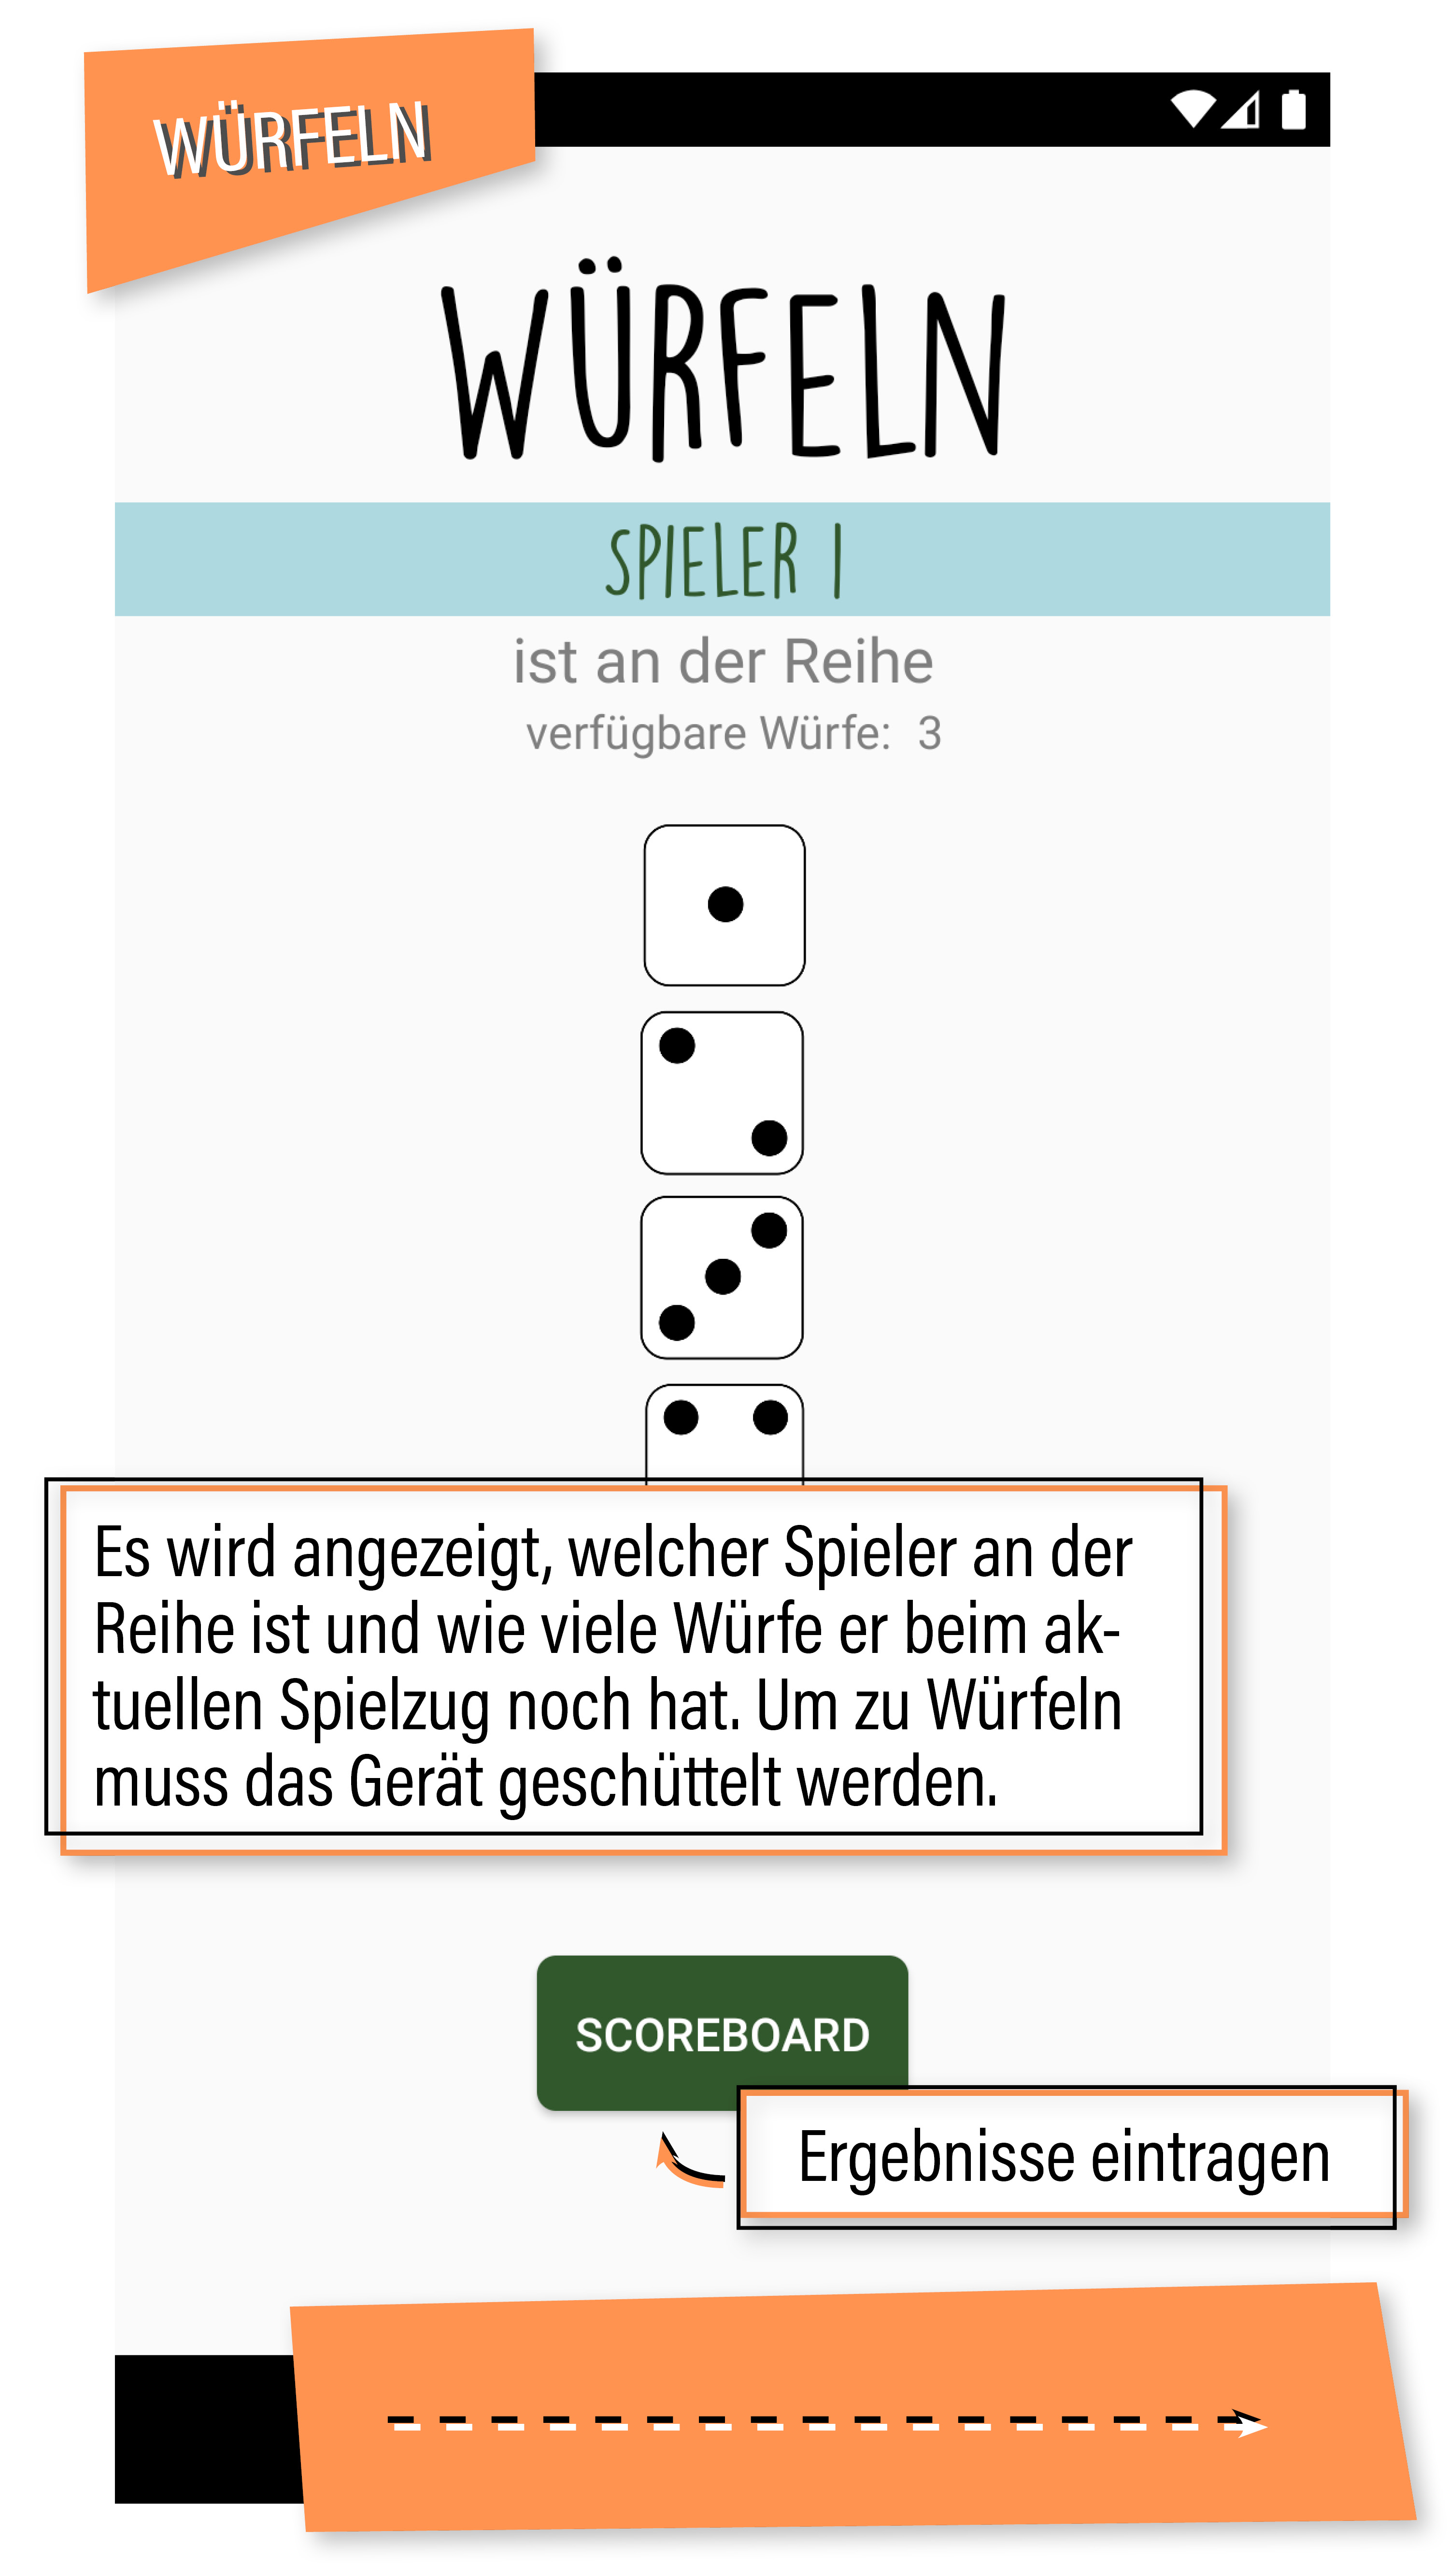 WÜRFELN
WÜRFELN
SPIELER 1
ist an der Reihe
verfügbare Würfe: 3
Es wird angezeigt, welcher Spieler an der
Reihe ist und wie viele Würfe er beim ak-
tuellen Spielzug noch hat. Um zu Würfeln
muss das Gerät geschüttelt werden.
SCOREBOARD
Ergebnisse eintragen